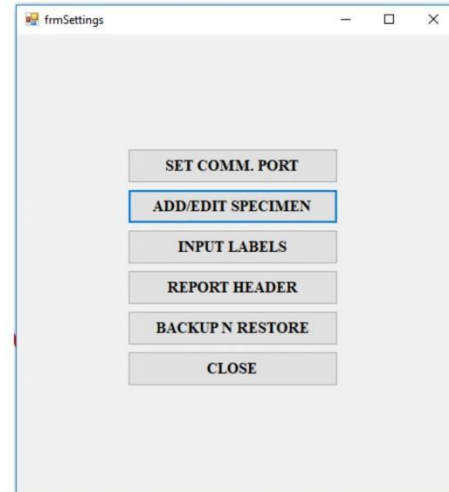 frmSettings
SET COMM. PORT
ADD/EDIT SPECIMEN
INPUT LABELS
REPORT HEADER
BACKUP N RESTORE
CLOSE